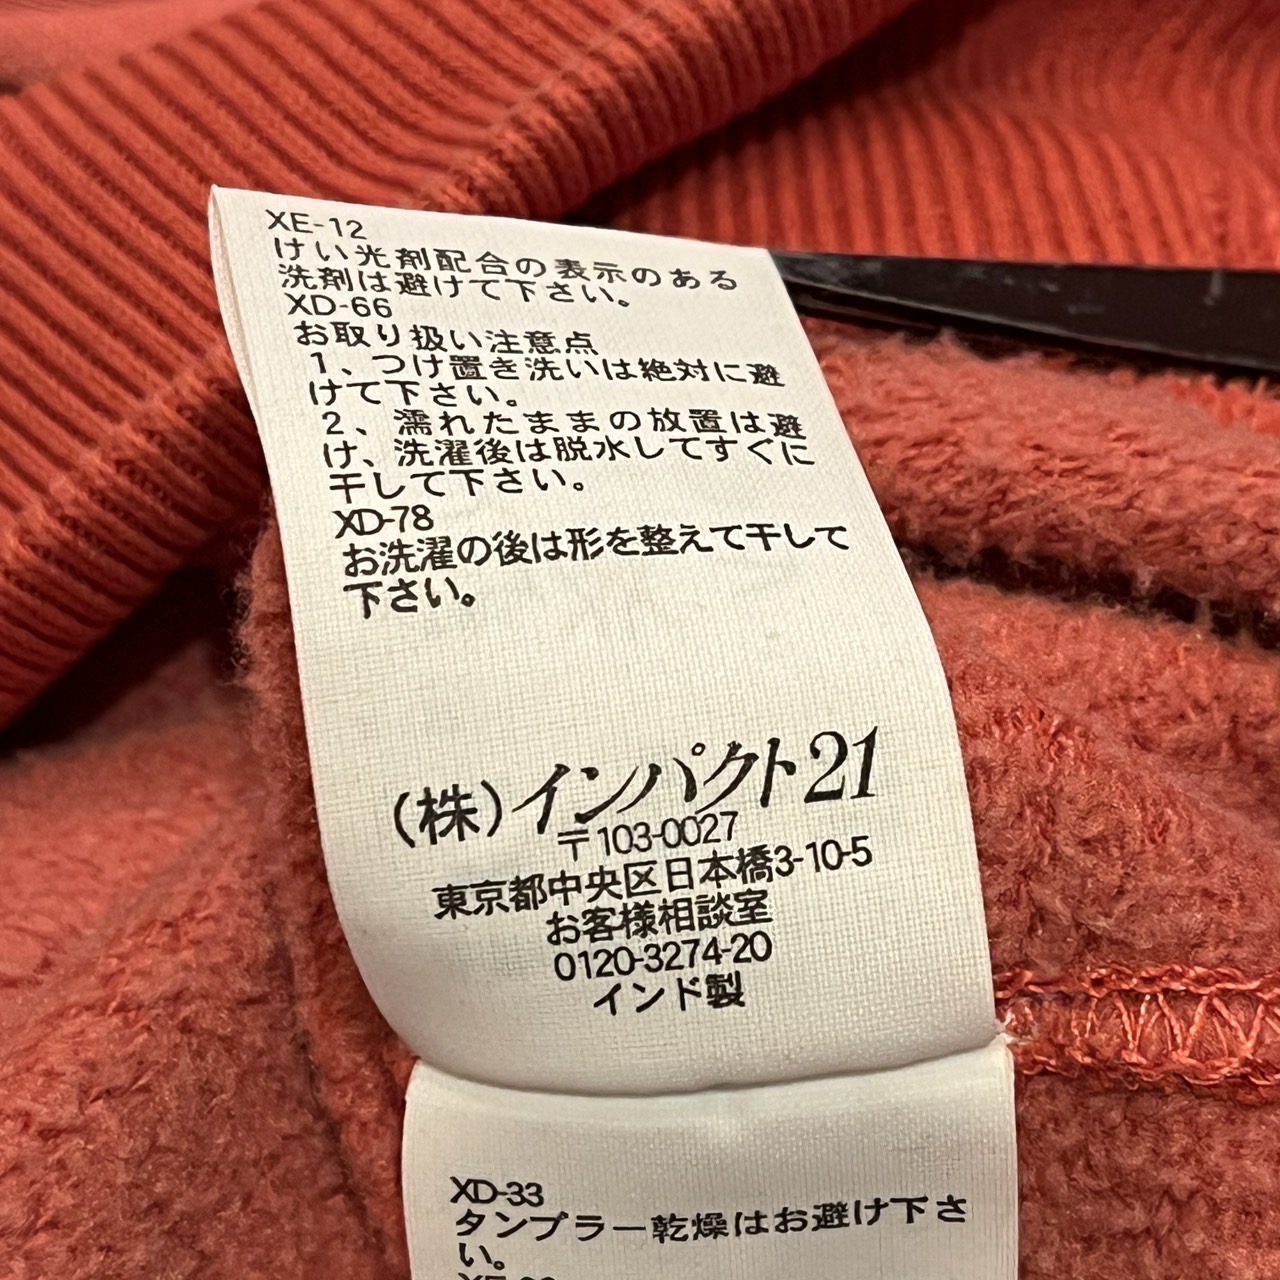 XE-12
けい光剤配合の表示のある
洗剤は避けて下さい。
XD-66
お取り扱い注意点
1、つけ置き洗いは絶対に避
けて下さい。
2、濡れたままの放置は避
け、洗濯後は脱水してすぐに
干して下さい。
XD-78
お洗濯の後は形を整えて干して
下さい。
(株)インパクト21
〒103-0027
東京都中央区日本橋3-10-5
お客様相談室
0120-3274-20
インド製
XD-33
タンブラー乾燥はお避け下さ
い。